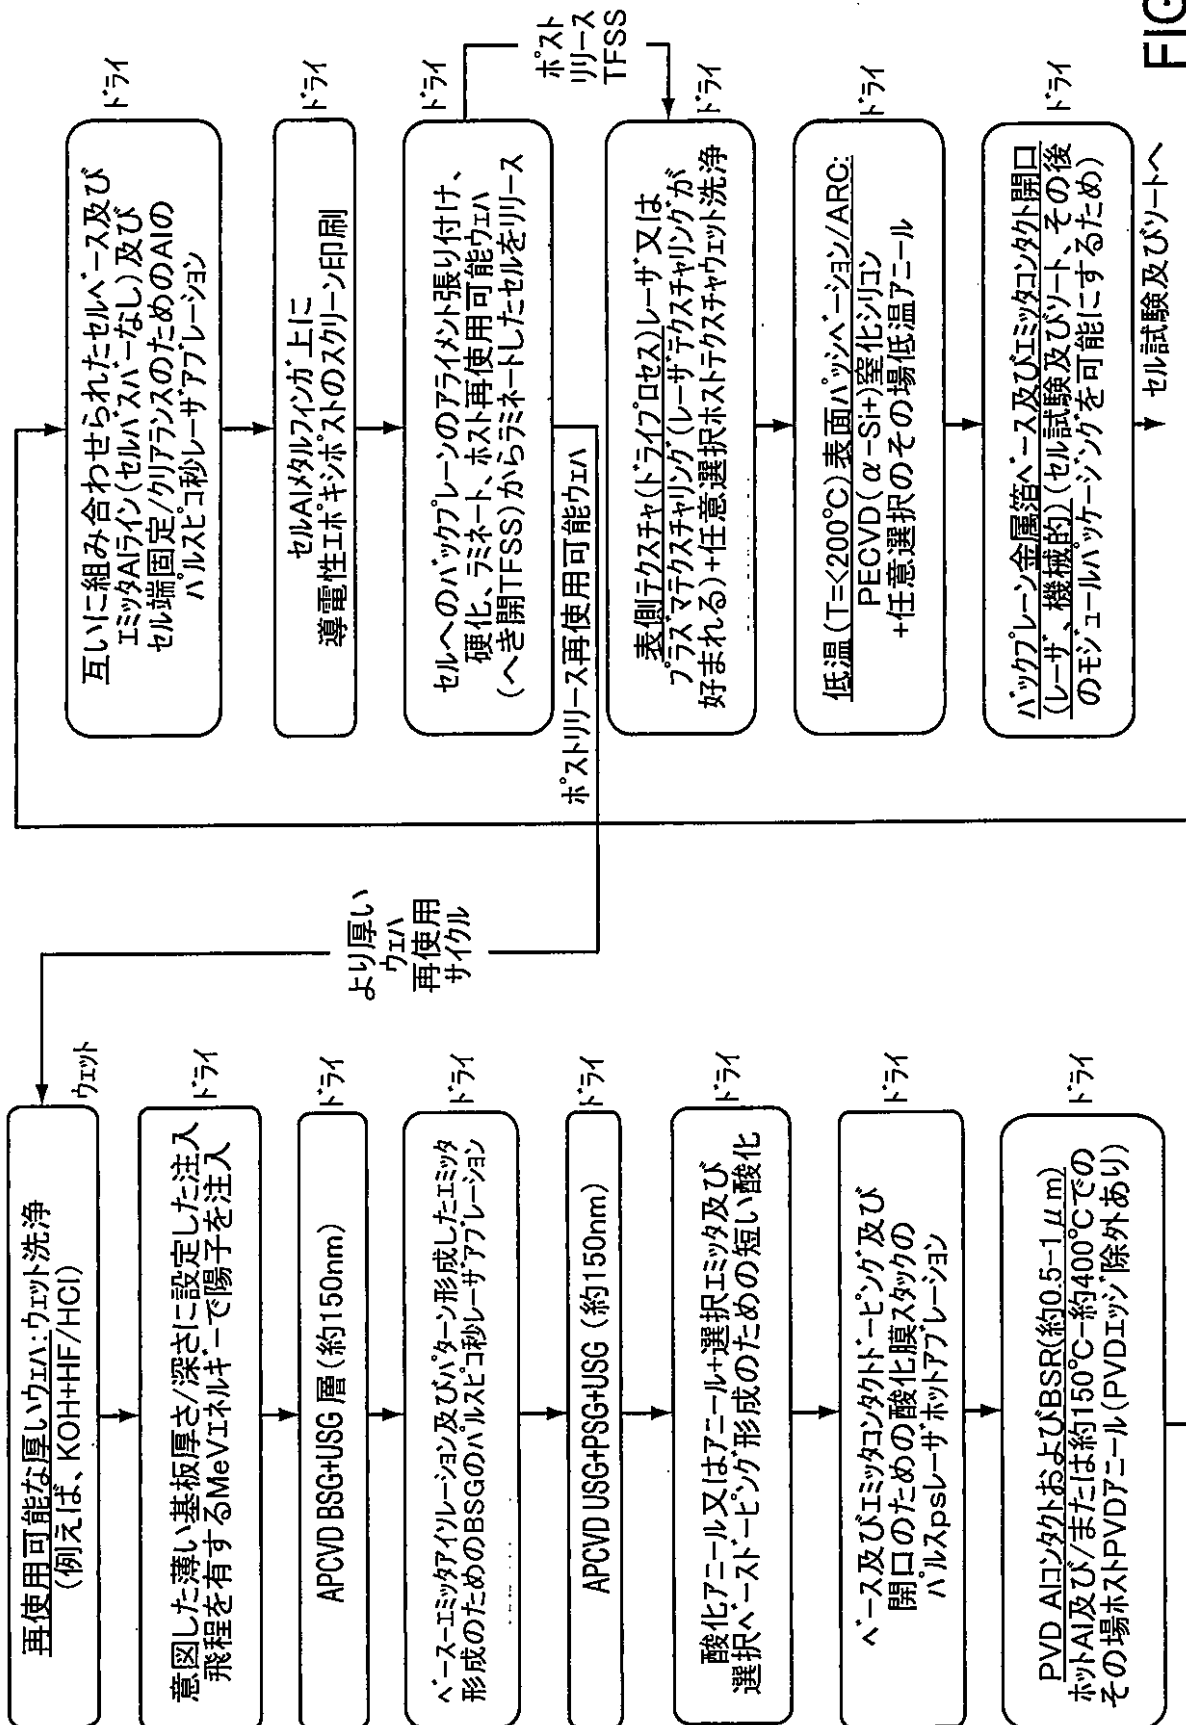 再使用可能な厚いウェハ:ウェット洗浄
(例えば、KOH+HF/HCl)
ウェット
意図した薄い基板厚さ/深さに設定した注入
飛程を有するMeVエネルギーで陽子を注入
ドライ
APCVD BSG+USG 層 (約150nm)
ドライ
ベース-エミッタアイソレーション及びパターン形成したエミッタ
形成のためのBSGのパルスピコ秒レーザアブレーション
ドライ
APCVD USG+PSG+USG (約150nm)
ドライ
酸化アニール又はアニール+選択エミッタ及び
選択ベースドーピング形成のための短い酸化
ドライ
ベース及びエミッタコンタクトドーピング及び
開口のための酸化膜スタックの
パルスpsレーザホットアブレーション
ドライ
PVD Alコンタクトおよび BSR(約0.5-1μm)
ホットAl及び/または約150℃-約400℃での
その場ホストPVDアニール(PVDエッジ除外あり)
ドライ
より厚い
ウェハ
再使用
サイクル
ポストリリース再使用可能ウェハ
互いに組み合わせられたセルベース及び
エミッタAlライン(セルバスバーなし)及び
セル端固定/クリアランスのためのAlの
パルスピコ秒レーザアブレーション
ドライ
セルAlメタルフィンガ上に
導電性エポキシポストのスクリーン印刷
ドライ
セルへのバックプレーンのアライメント張り付け、
硬化、ラミネート、ホスト再使用可能ウェハ
(へき開TFSS)からラミネートしたセルをリリース
ドライ
ポスト
リリース
TFSS
表側テクスチャ(ドライプロセス)レーザ又は
プラズマテクスチャリング(レーザテクスチャリングが
好まれる)+任意選択ホストテクスチャウェット洗浄
ドライ
低温(T=<200℃)表面パッシベーション/ARC:
PECVD(α-Si+)窒化シリコン
+任意選択のその場低温アニール
ドライ
バックプレーン金属箔ベース及びエミッタコンタクト開口
(レーザ、機械的)(セル試験及びソート、その後
のモジュールパッケージングを可能にするため)
ドライ
セル試験及びソートへ